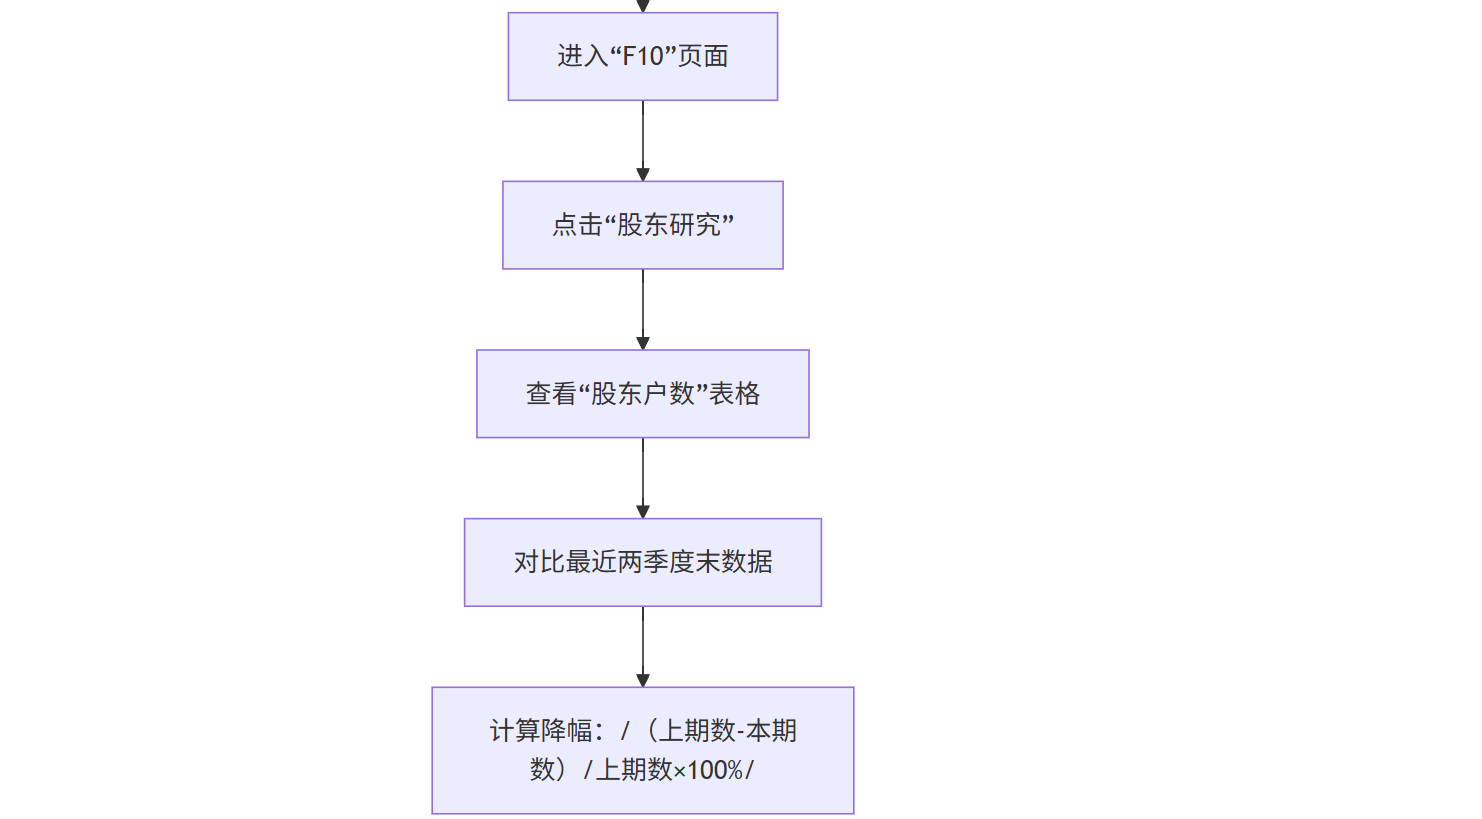 进入“F10”页面
点击“股东研究”
查看“股东户数”表格
对比最近两季度末数据
计算降幅：/（上期数-本期
数）/上期数×100%/